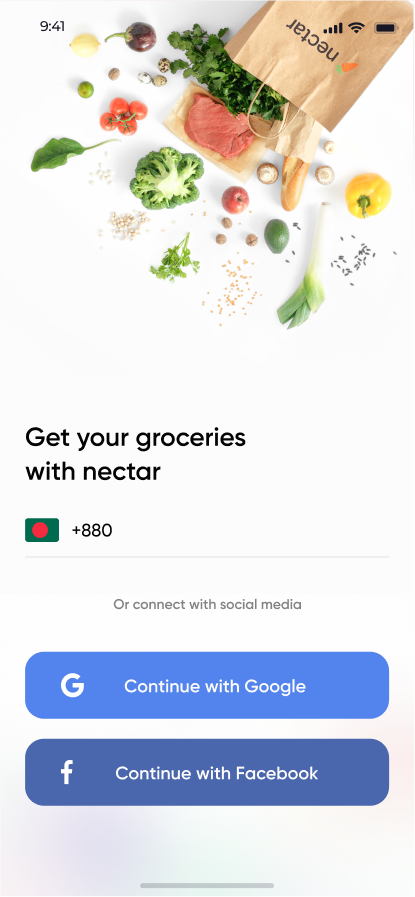 9:41
nectar
Get your groceries
with nectar
+880
Or connect with social media
Continue with Google
Continue with Facebook